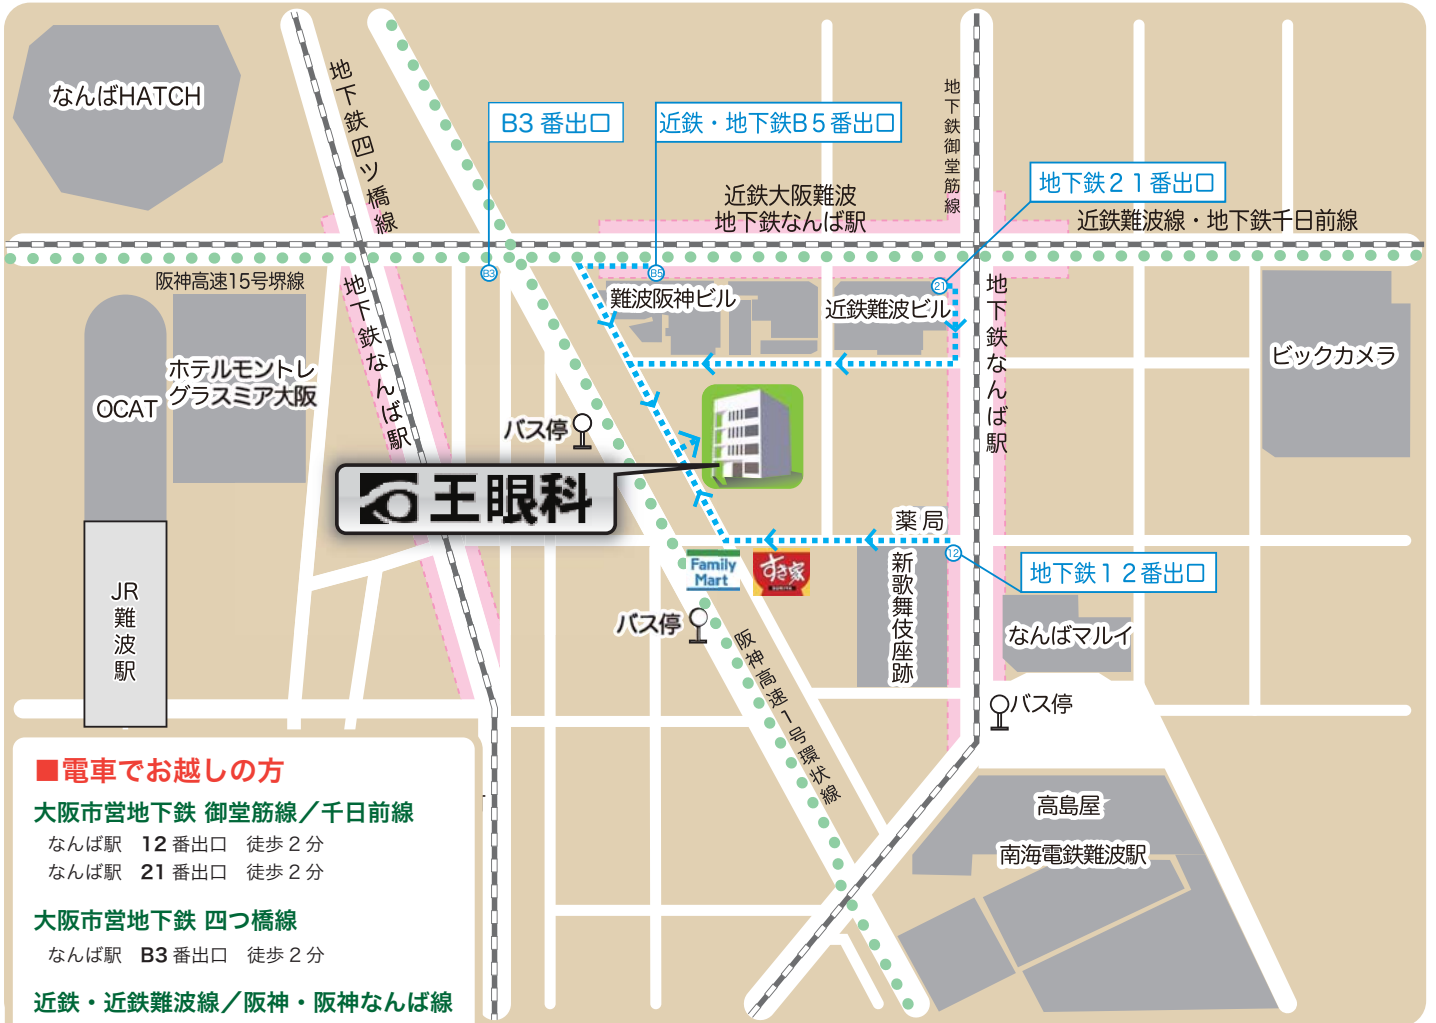 なんばHATCH
地下鉄四ツ橋線
B3番出口
近鉄・地下鉄B5番出口
地下鉄御堂筋線
地下鉄21番出口
近鉄大阪難波
地下鉄なんば駅
近鉄難波線・地下鉄千日前線
阪神高速15号堺線
B3
B5
21
難波阪神ビル
近鉄難波ビル
地下鉄なんば駅
地下鉄なんば駅
ビックカメラ
ホテルモントレ
グラスミア大阪
OCAT
バス停
王眼科
薬局
12
地下鉄12番出口
Family
Mart
すき家
新歌舞伎座跡
JR
難波駅
バス停
阪神高速1号環状線
なんばマルイ
バス停
高島屋
南海電鉄難波駅
■電車でお越しの方
大阪市営地下鉄 御堂筋線／千日前線
なんば駅 12番出口 徒歩2分
なんば駅 21番出口 徒歩2分
大阪市営地下鉄 四つ橋線
なんば駅 B3番出口 徒歩2分
近鉄・近鉄難波線／阪神・阪神なんば線